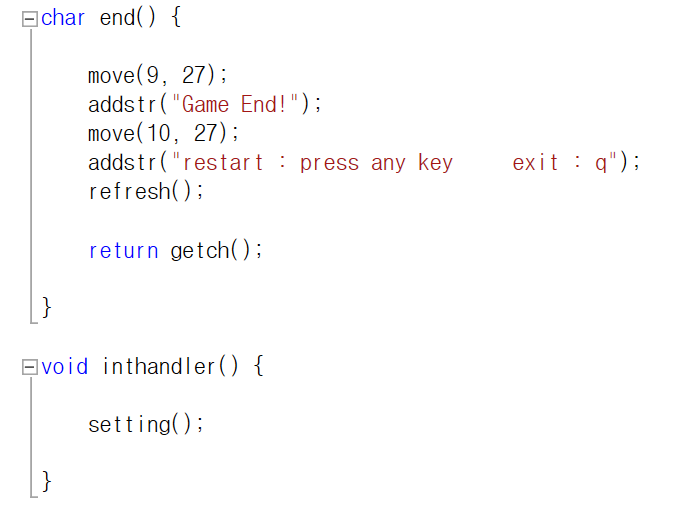 char end() {
move(9, 27);
addstr("Game End!");
move(10, 27);
addstr("restart : press any key     exit : q");
refresh();
return getch();
}
void inthandler() {
setting();
}